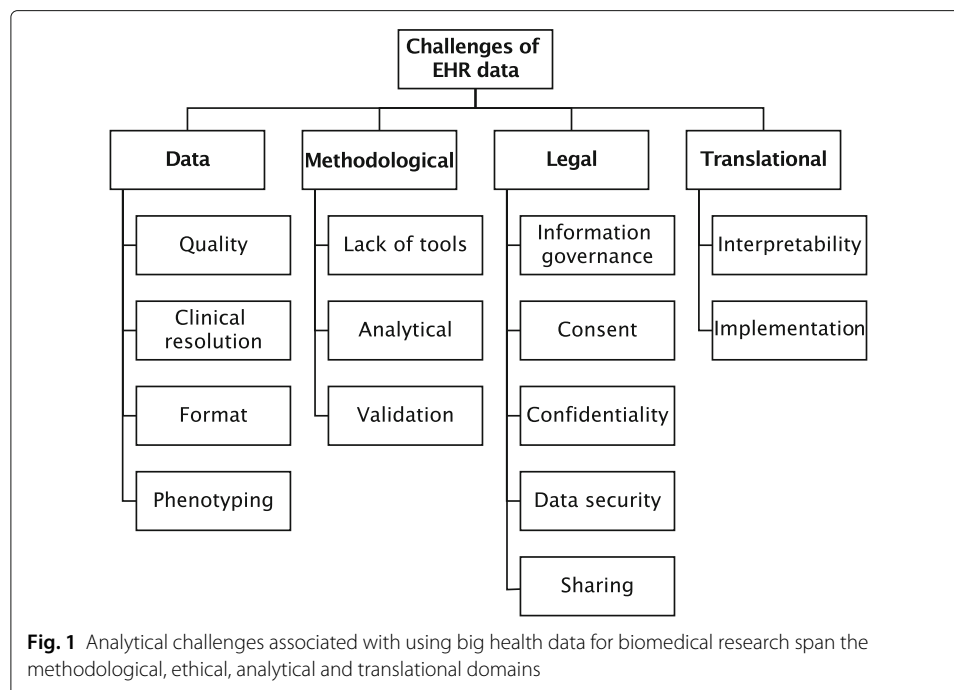 Challenges of
EHR data
Data
Methodological
Legal
Translational
Quality
Clinical
resolution
Format
Phenotyping
Lack of tools
Analytical
Validation
Information
governance
Consent
Confidentiality
Data security
Sharing
Interpretability
Implementation
Fig. 1 Analytical challenges associated with using big health data for biomedical research span the
methodological, ethical, analytical and translational domains